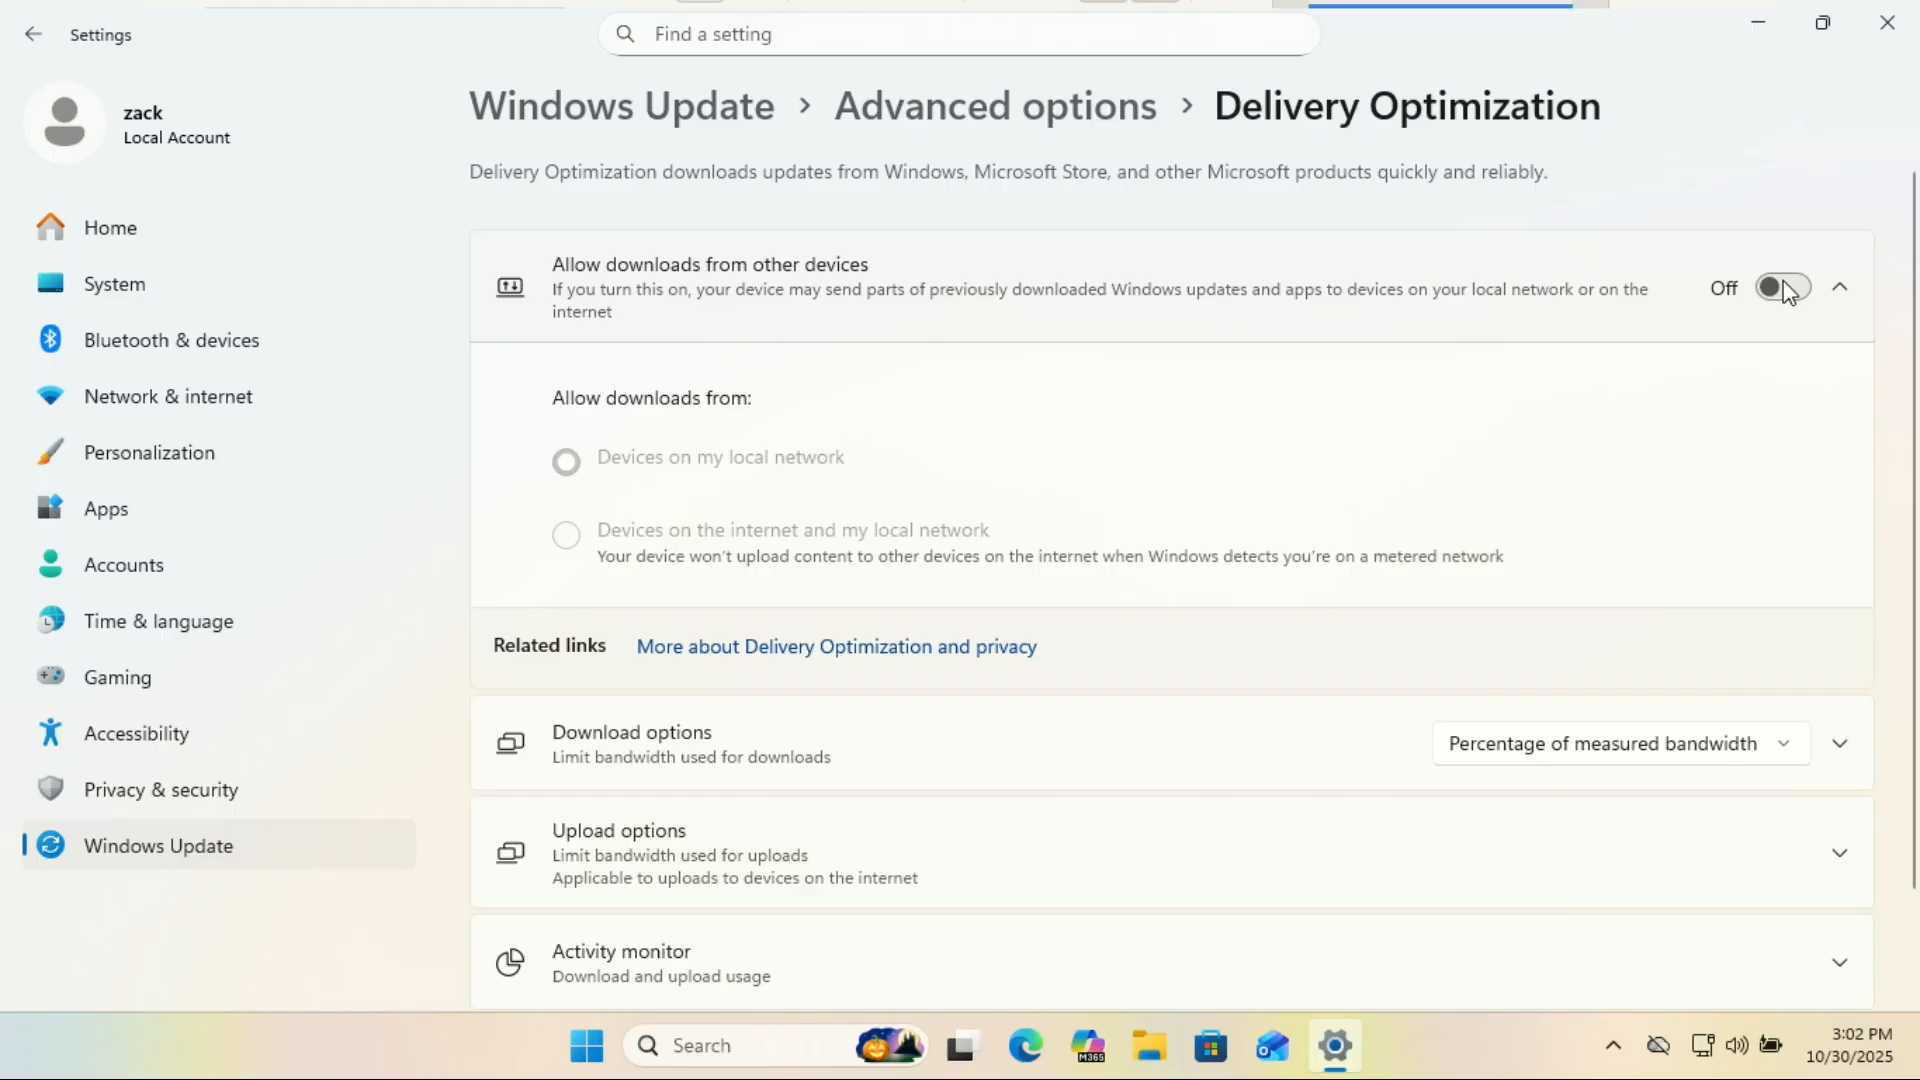 Settings
Find a setting
zack
Local Account
Home
System
Bluetooth & devices
Network & internet
Personalization
Apps
Accounts
Time & language
Gaming
Accessibility
Privacy & security
Windows Update
Windows Update > Advanced options > Delivery Optimization
Delivery Optimization downloads updates from Windows, Microsoft Store, and other Microsoft products quickly and reliably.
Allow downloads from other devices
If you turn this on, your device may send parts of previously downloaded Windows updates and apps to devices on your local network or on the
internet
Off
Allow downloads from:
Devices on my local network
Devices on the internet and my local network
Your device won't upload content to other devices on the internet when Windows detects you're on a metered network
Related links More about Delivery Optimization and privacy
Download options
Limit bandwidth used for downloads
Percentage of measured bandwidth
Upload options
Limit bandwidth used for uploads
Applicable to uploads to devices on the internet
Activity monitor
Download and upload usage
Search
M365
3:02 PM
10/30/2025